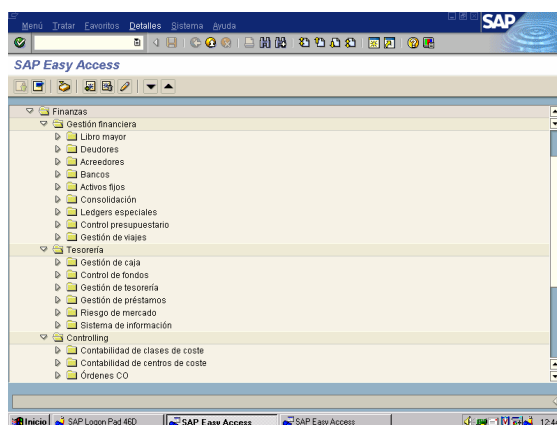 Menú Tratar Favoritos Detalles Sistema Ayuda
SAP
SAP Easy Access
Finanzas
Gestión financiera
Libro mayor
Deudores
Acreedores
Bancos
Activos fijos
Consolidación
Ledgers especiales
Control presupuestario
Gestión de viajes
Tesorería
Gestión de caja
Control de fondos
Gestión de tesorería
Gestión de préstamos
Riesgo de mercado
Sistema de información
Controlling
Contabilidad de clases de coste
Contabilidad de centros de coste
Órdenes CO
Inicio SAP Logon Pad 46D SAP Easy Access SAP Easy Access